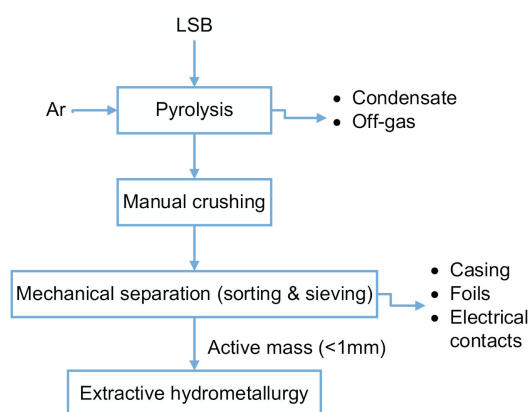 LSB
Ar
Pyrolysis
• Condensate
• Off-gas
Manual crushing
Mechanical separation (sorting & sieving)
• Casing
• Foils
• Electrical
contacts
Active mass (<1mm)
Extractive hydrometallurgy